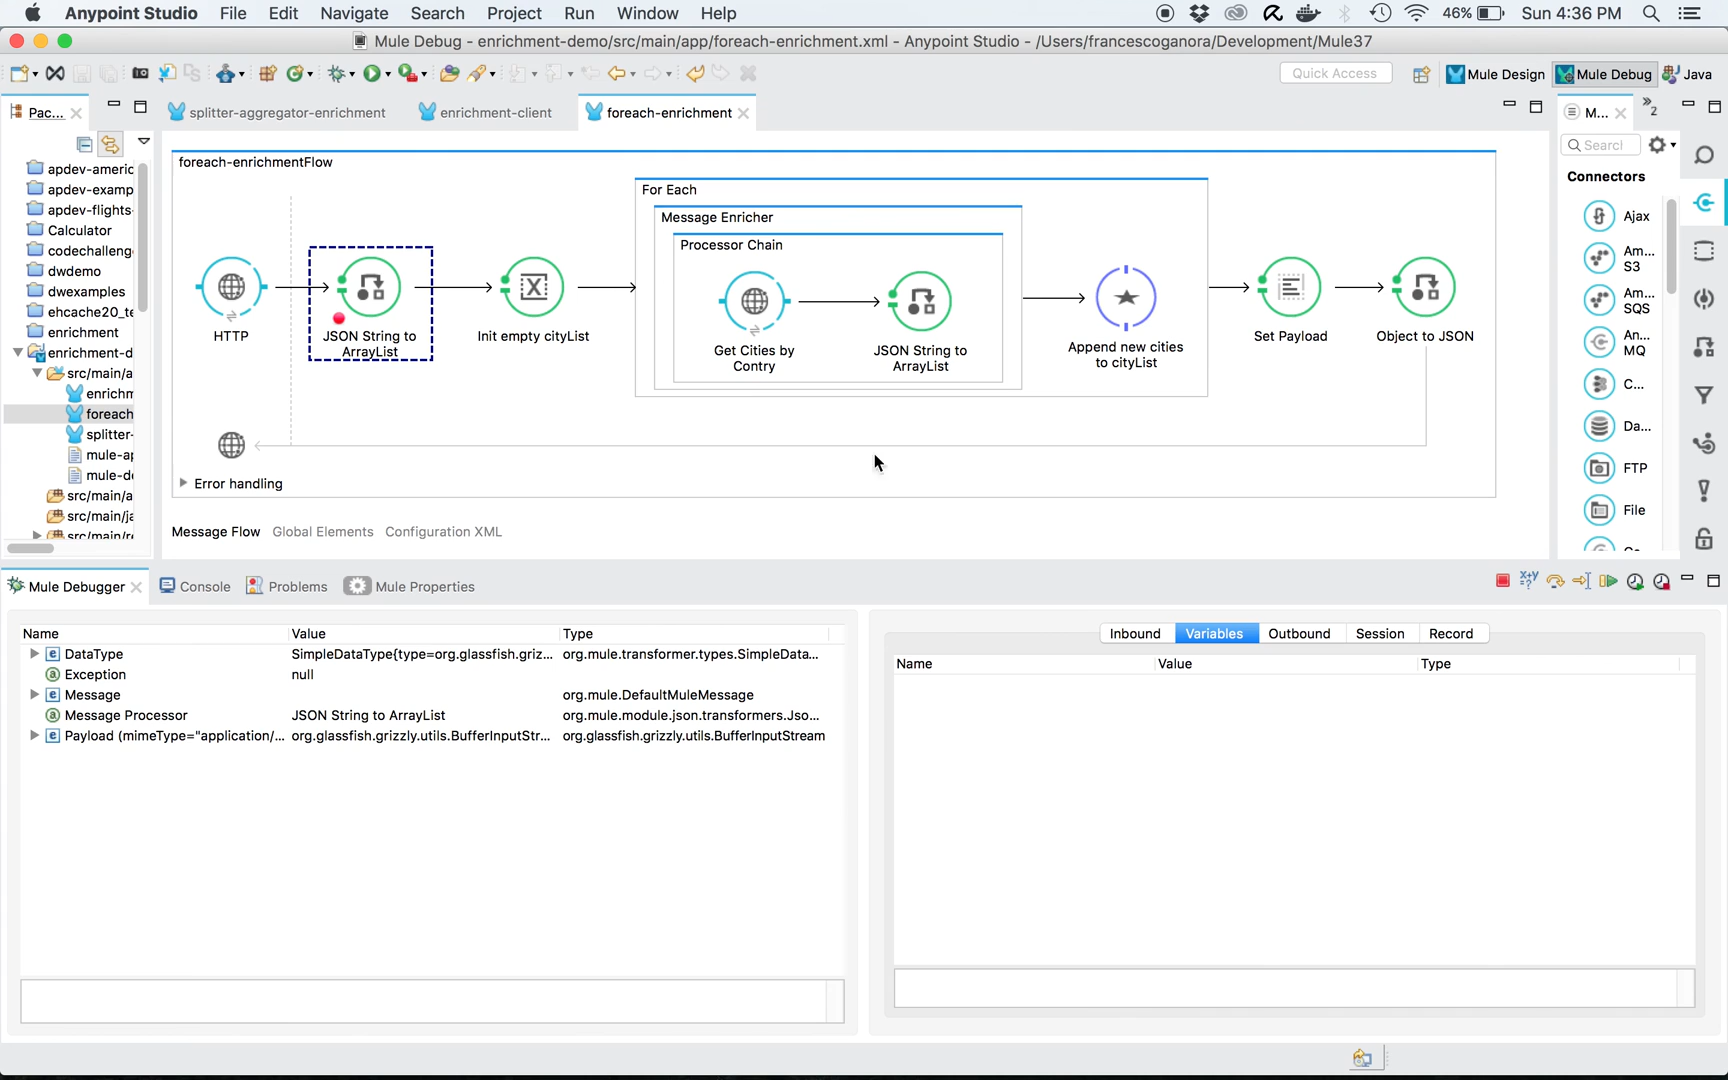 Anypoint Studio File Edit Navigate Search Project Run Window Help 46% Sun 4:36 PM
Mule Debug - enrichment-demo/src/main/app/foreach-enrichment.xml - Anypoint Studio - /Users/francescoganora/Development/Mule37
Quick Access Mule Design Mule Debug Java
Pac... splitter-aggregator-enrichment enrichment-client foreach-enrichment M... »2
Search
apdev-americ
apdev-examp
apdev-flights-
Calculator
codechalleng
dwdemo
dwexamples
ehcache20_te
enrichment
enrichment-d
src/main/a
enrichm
foreach
splitter-
mule-ap
mule-de
src/main/a
src/main/ja
src/main/re
foreach-enrichmentFlow
For Each
Message Enricher
Processor Chain
HTTP
JSON String to
ArrayList
Init empty cityList
Get Cities by
Contry
JSON String to
ArrayList
Append new cities
to cityList
Set Payload
Object to JSON
Error handling
Message Flow Global Elements Configuration XML
Connectors
Ajax
Am...
S3
Am...
SQS
An...
MQ
C...
Da...
FTP
File
Mule Debugger Console Problems Mule Properties
Name Value Type
DataType SimpleDataType{type=org.glassfish.griz... org.mule.transformer.types.SimpleData...
Exception null
Message org.mule.DefaultMuleMessage
Message Processor JSON String to ArrayList org.mule.module.json.transformers.Jso...
Payload (mimeType="application/... org.glassfish.grizzly.utils.BufferInputStr... org.glassfish.grizzly.utils.BufferInputStream
Inbound Variables Outbound Session Record
Name Value Type